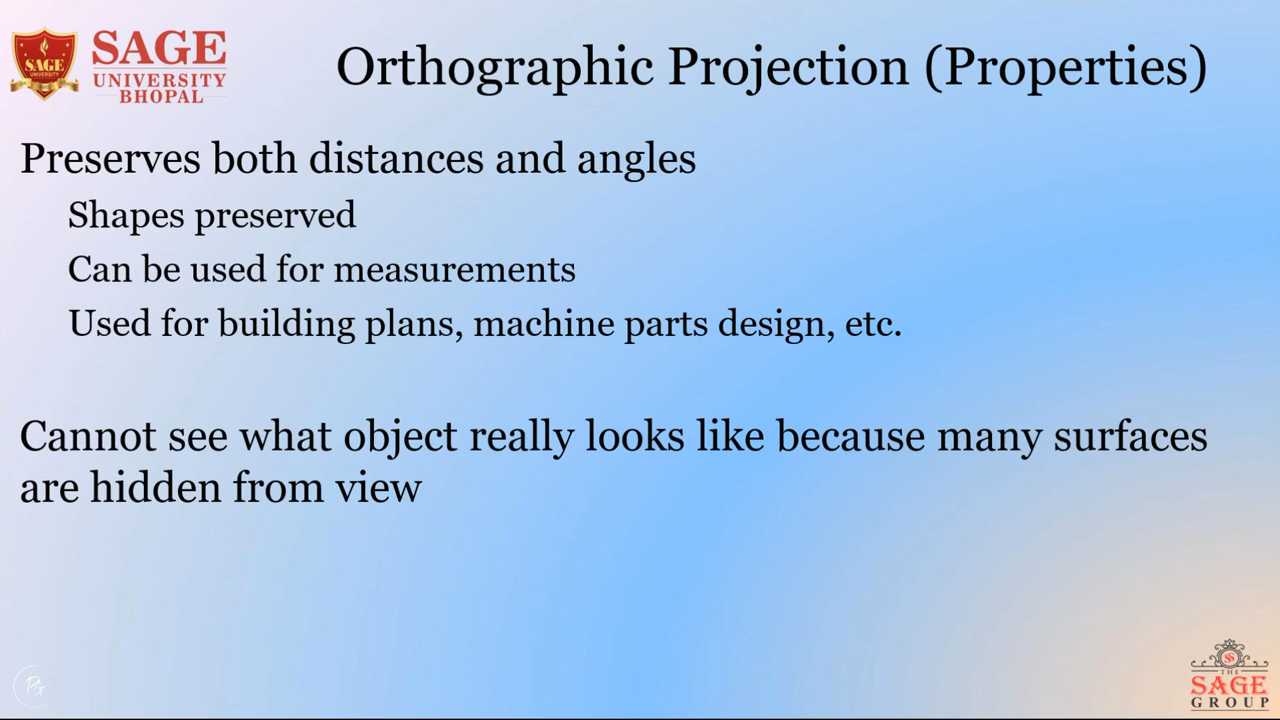 SAGE
UNIVERSITY
BHOPAL
SAGE
UNIVERSITY
Orthographic Projection (Properties)
Preserves both distances and angles
Shapes preserved
Can be used for measurements
Used for building plans, machine parts design, etc.
Cannot see what object really looks like because many surfaces
are hidden from view
THE
SAGE
GROUP